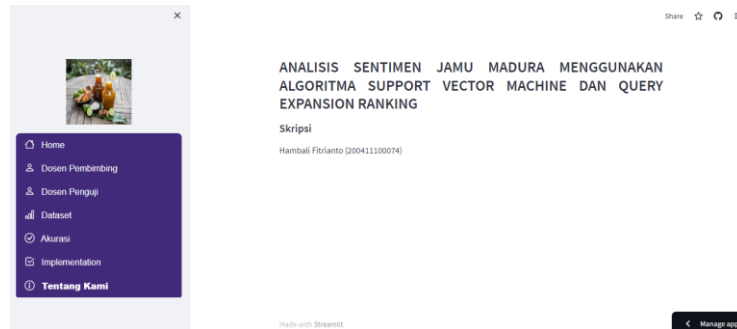 Share
ANALISIS SENTIMEN JAMU MADURA MENGGUNAKAN
ALGORITMA SUPPORT VECTOR MACHINE DAN QUERY
EXPANSION RANKING
Skripsi
Hambali Fitrianto (200411100074)
Home
Dosen Pembimbing
Dosen Penguji
Dataset
Akurasi
Implementation
Tentang Kami
Made with Streamlit
Manage app